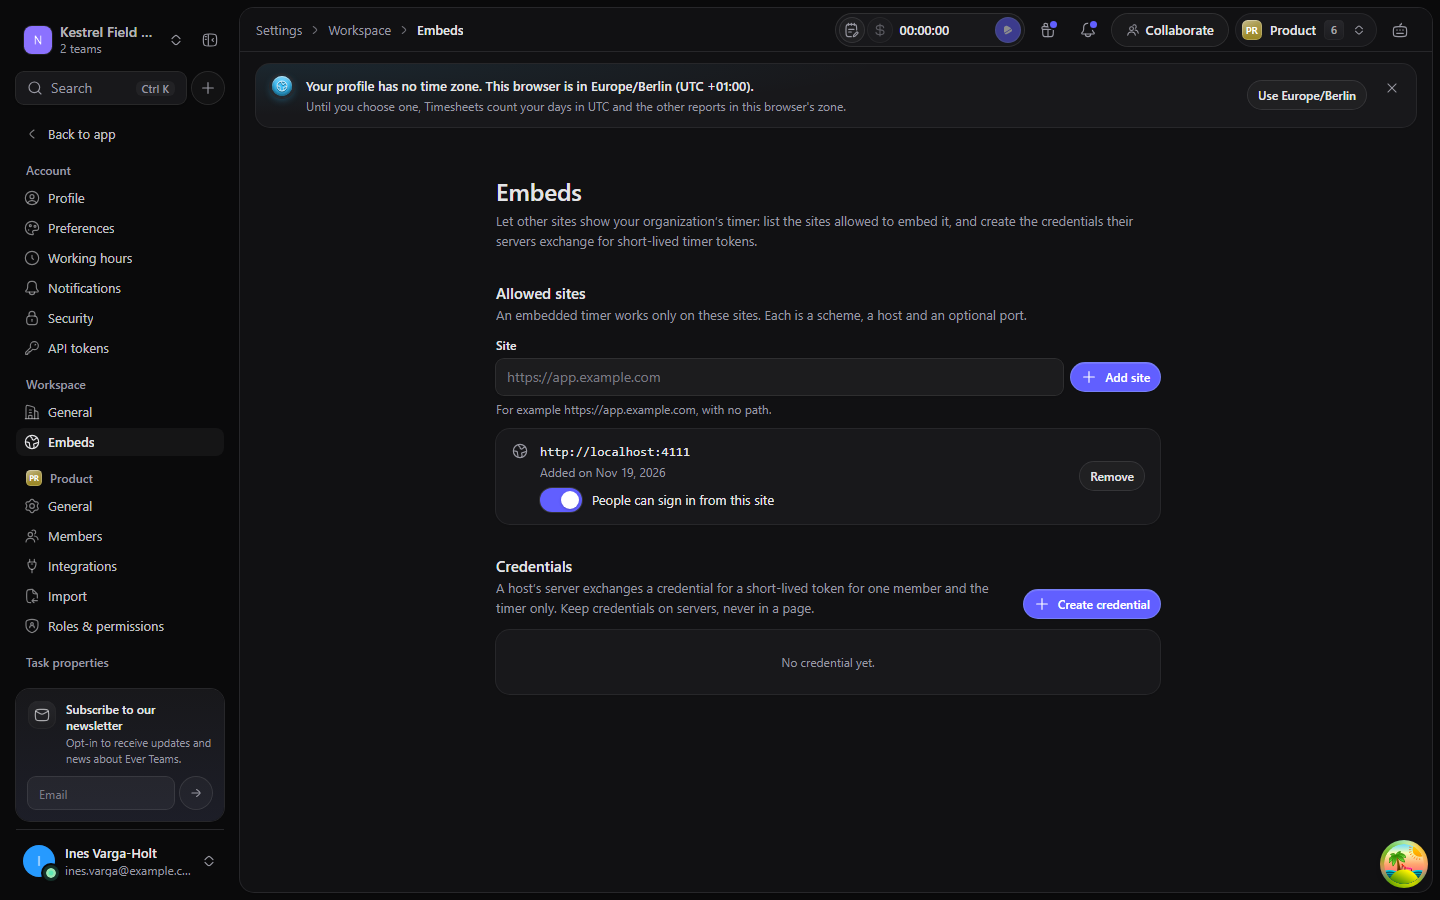 N
Kestrel Field ...
2 teams
Search
Ctrl K
Back to app
Account
Profile
Preferences
Working hours
Notifications
Security
API tokens
Workspace
General
Embeds
PR
Product
General
Members
Integrations
Import
Roles & permissions
Task properties
Subscribe to our
newsletter
Opt-in to receive updates and
news about Ever Teams.
Email
I
Ines Varga-Holt
ines.varga@example.c...
Settings
Workspace
Embeds
00:00:00
Collaborate
PR
Product
6
Your profile has no time zone. This browser is in Europe/Berlin (UTC +01:00).
Until you choose one, Timesheets count your days in UTC and the other reports in this browser's zone.
Use Europe/Berlin
Embeds
Let other sites show your organization's timer: list the sites allowed to embed it, and create the credentials their
servers exchange for short-lived timer tokens.
Allowed sites
An embedded timer works only on these sites. Each is a scheme, a host and an optional port.
Site
https://app.example.com
Add site
For example https://app.example.com, with no path.
http://localhost:4111
Added on Nov 19, 2026
People can sign in from this site
Remove
Credentials
A host's server exchanges a credential for a short-lived token for one member and the
timer only. Keep credentials on servers, never in a page.
Create credential
No credential yet.